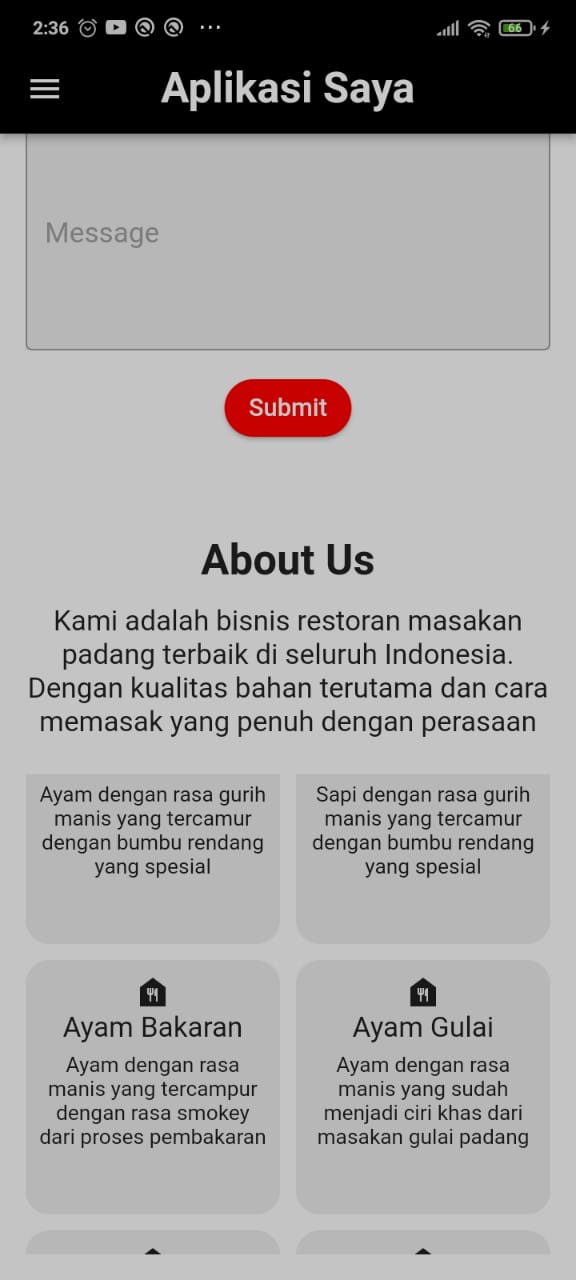 2:36
66
Aplikasi Saya
Message
Submit
About Us
Kami adalah bisnis restoran masakan
padang terbaik di seluruh Indonesia.
Dengan kualitas bahan terutama dan cara
memasak yang penuh dengan perasaan
Ayam dengan rasa gurih
manis yang tercamur
dengan bumbu rendang
yang spesial
Sapi dengan rasa gurih
manis yang tercamur
dengan bumbu rendang
yang spesial
Ayam Bakaran
Ayam dengan rasa
manis yang tercampur
dengan rasa smokey
dari proses pembakaran
Ayam Gulai
Ayam dengan rasa
manis yang sudah
menjadi ciri khas dari
masakan gulai padang